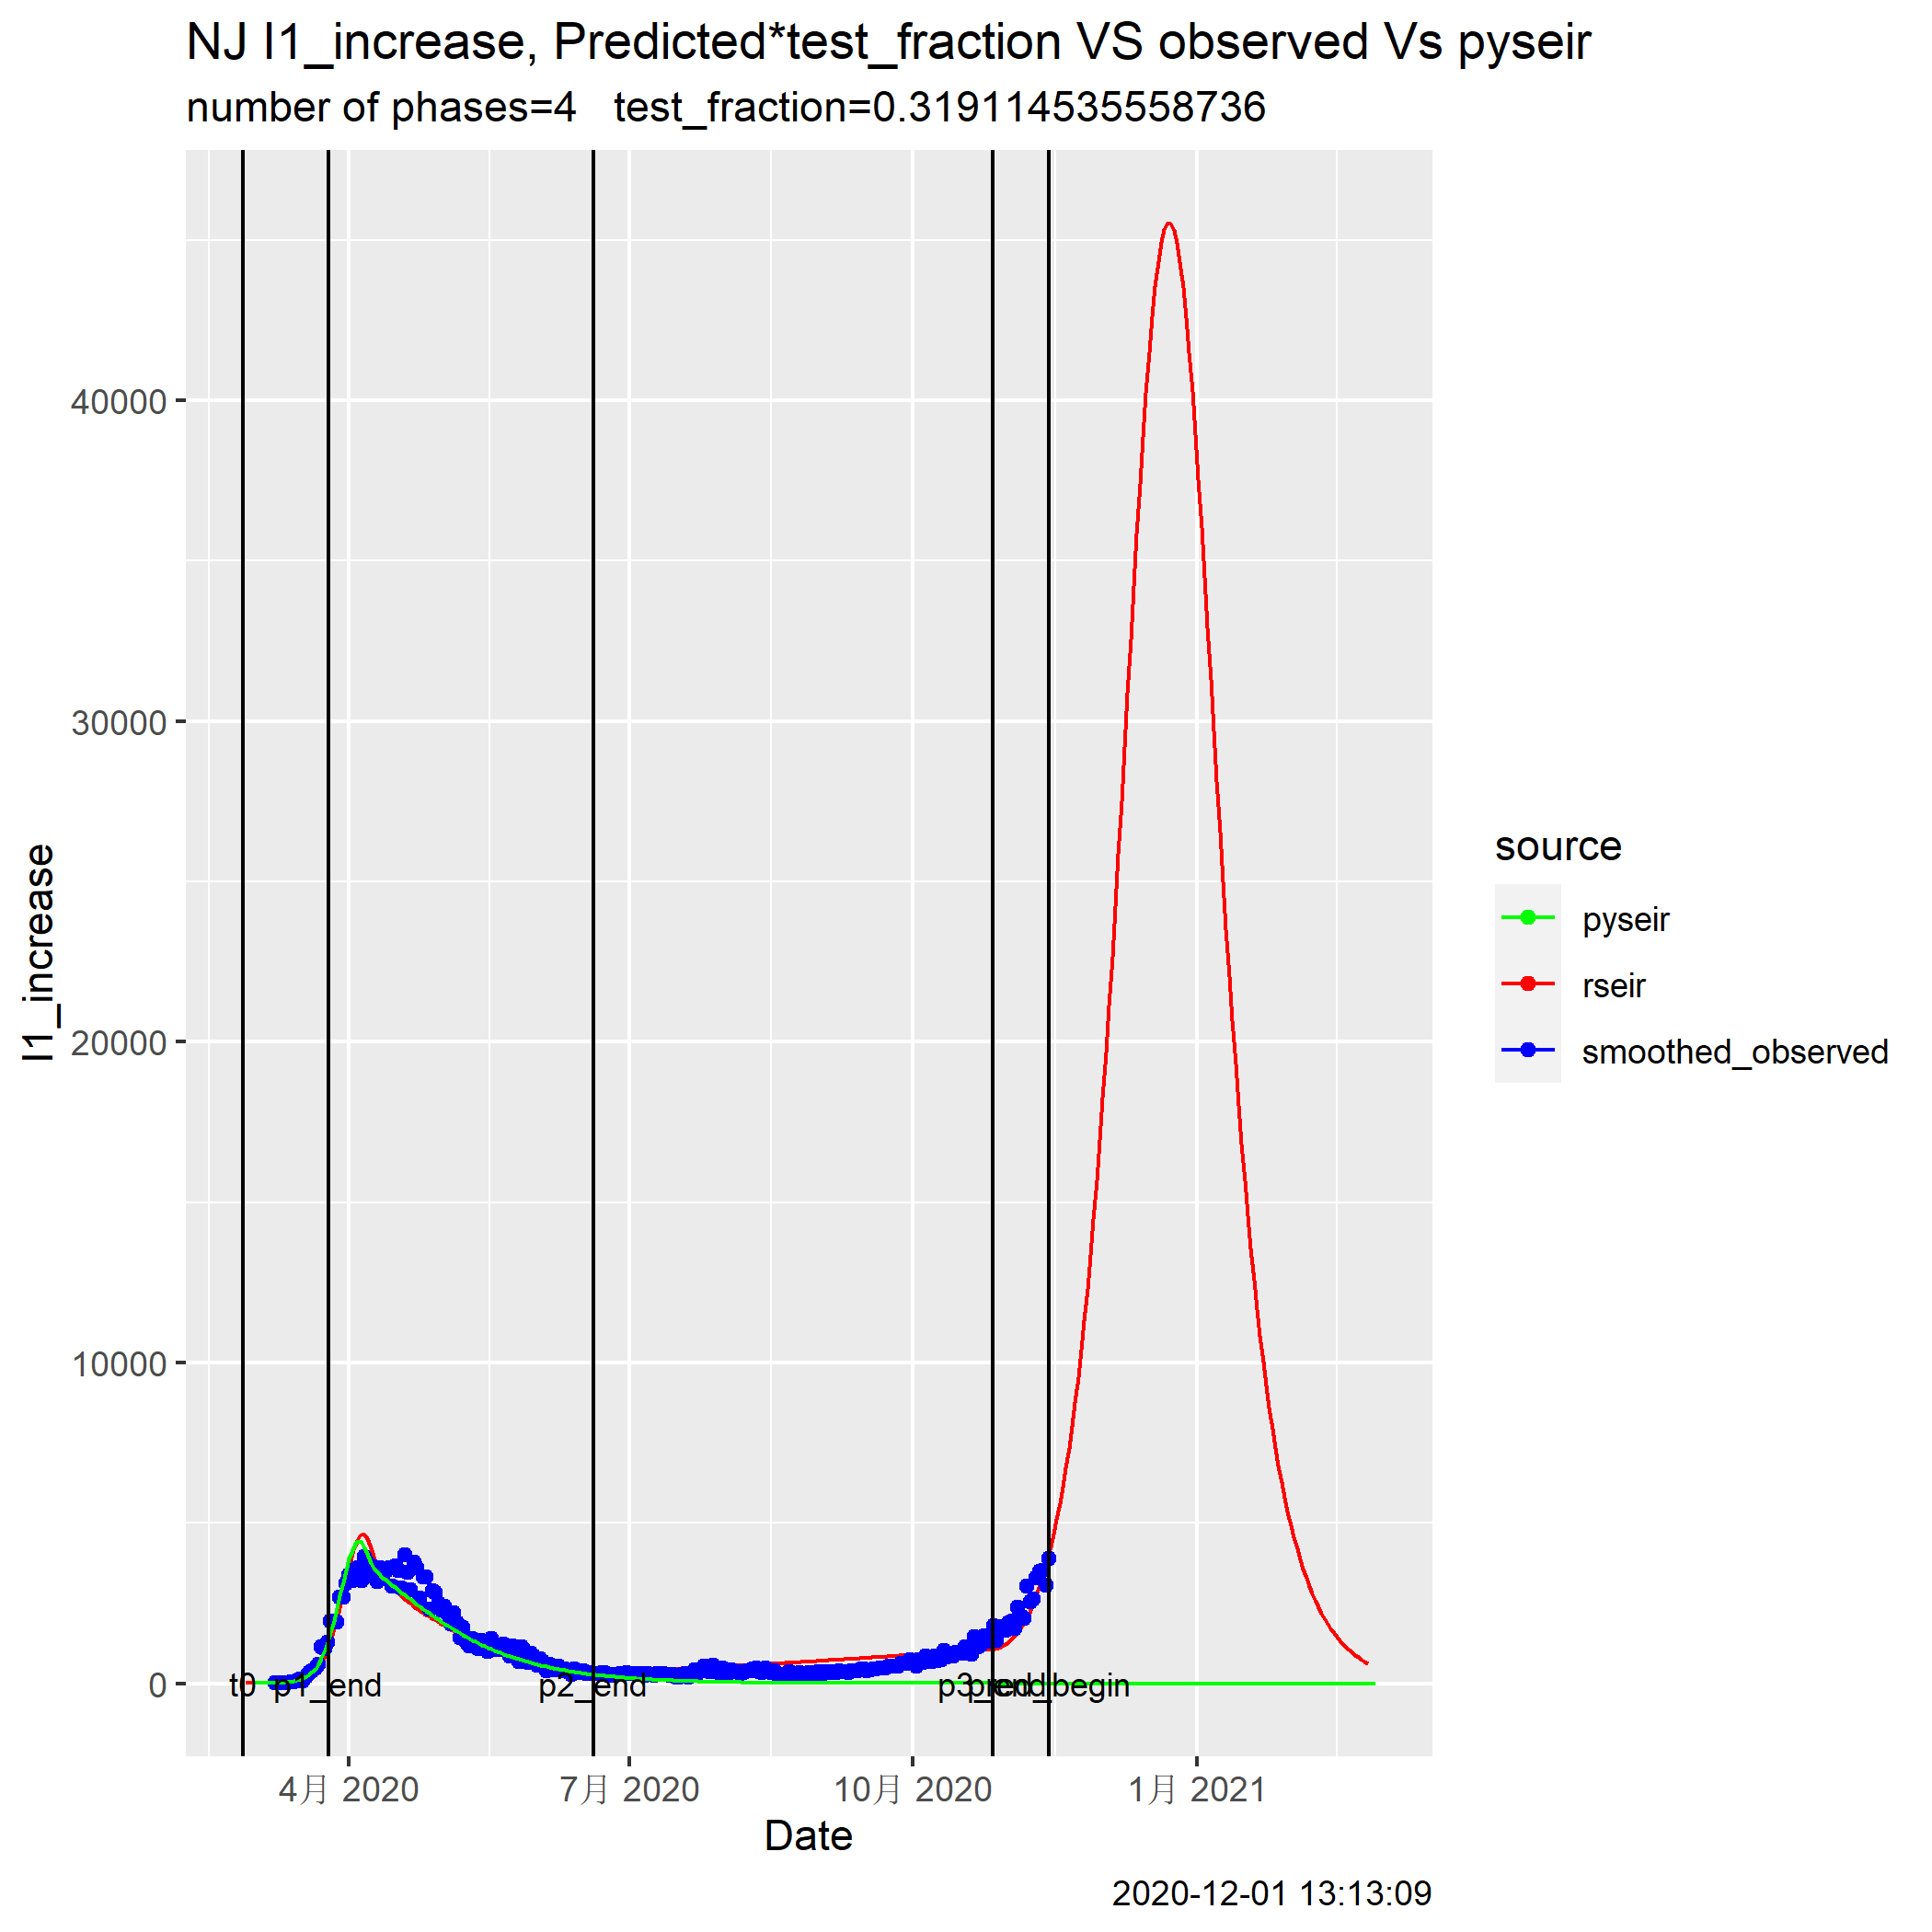 NJ I1_increase, Predicted*test_fraction VS observed Vs pyseir
number of phases=4 test_fraction=0.319114535558736
I1_increase
40000
30000
20000
10000
0
t0 p1_end p2_end p3_end pred_begin
4月 2020 7月 2020 10月 2020 1月 2021
Date
source
pyseir
rseir
smoothed_observed
2020-12-01 13:13:09